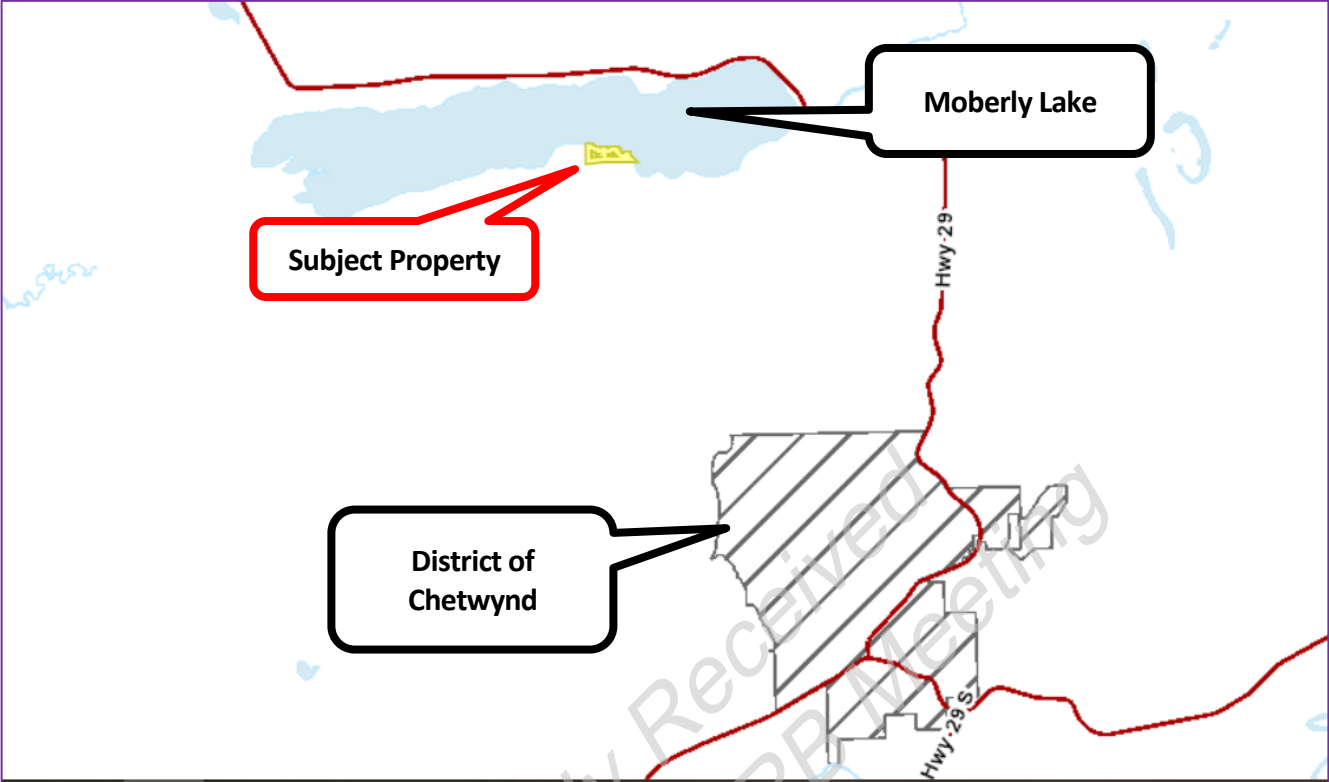 Moberly Lake
Subject Property
Hwy 29
District of
Chetwynd
Received
Meeting
Hwy 29 S